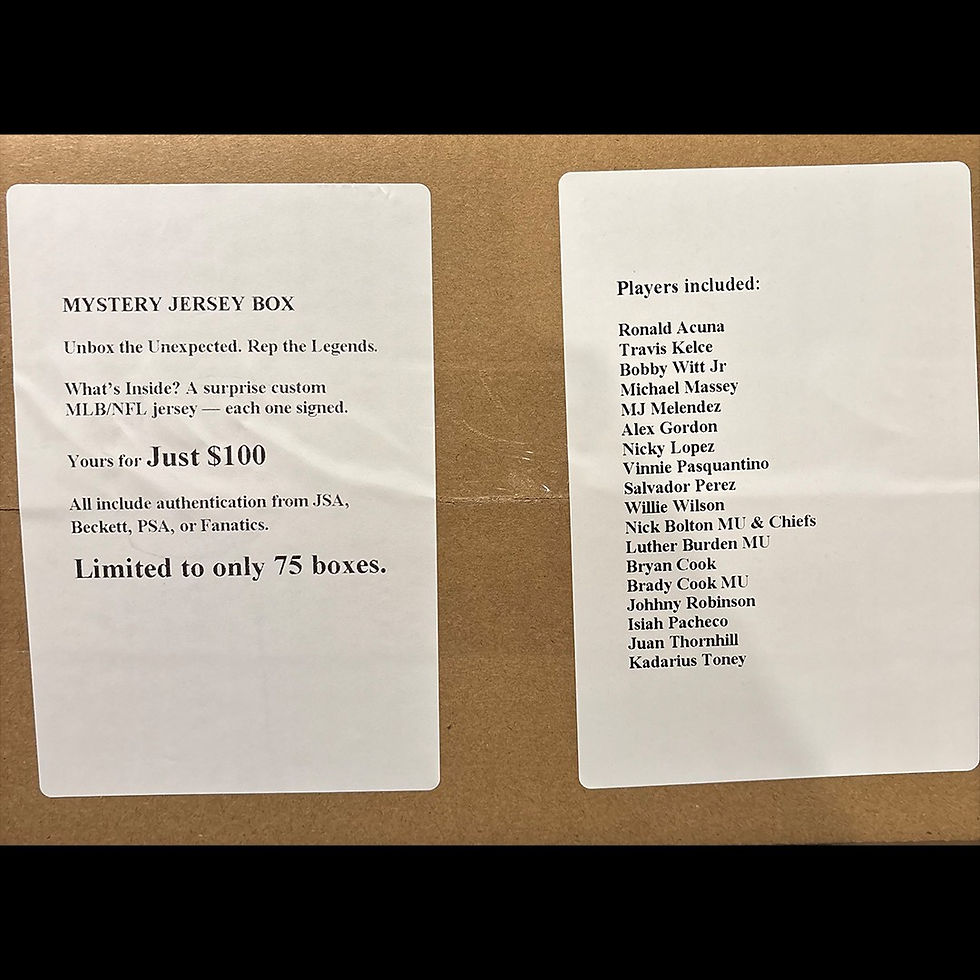 MYSTERY JERSEY BOX
Unbox the Unexpected. Rep the Legends.
What's Inside? A surprise custom
MLB/NFL jersey — each one signed.
Yours for Just $100
All include authentication from JSA,
Beckett, PSA, or Fanatics.
Limited to only 75 boxes.
Players included:
Ronald Acuna
Travis Kelce
Bobby Witt Jr
Michael Massey
MJ Melendez
Alex Gordon
Nicky Lopez
Vinnie Pasquantino
Salvador Perez
Willie Wilson
Nick Bolton MU & Chiefs
Luther Burden MU
Bryan Cook
Brady Cook MU
Johhny Robinson
Isiah Pacheco
Juan Thornhill
Kadarius Toney